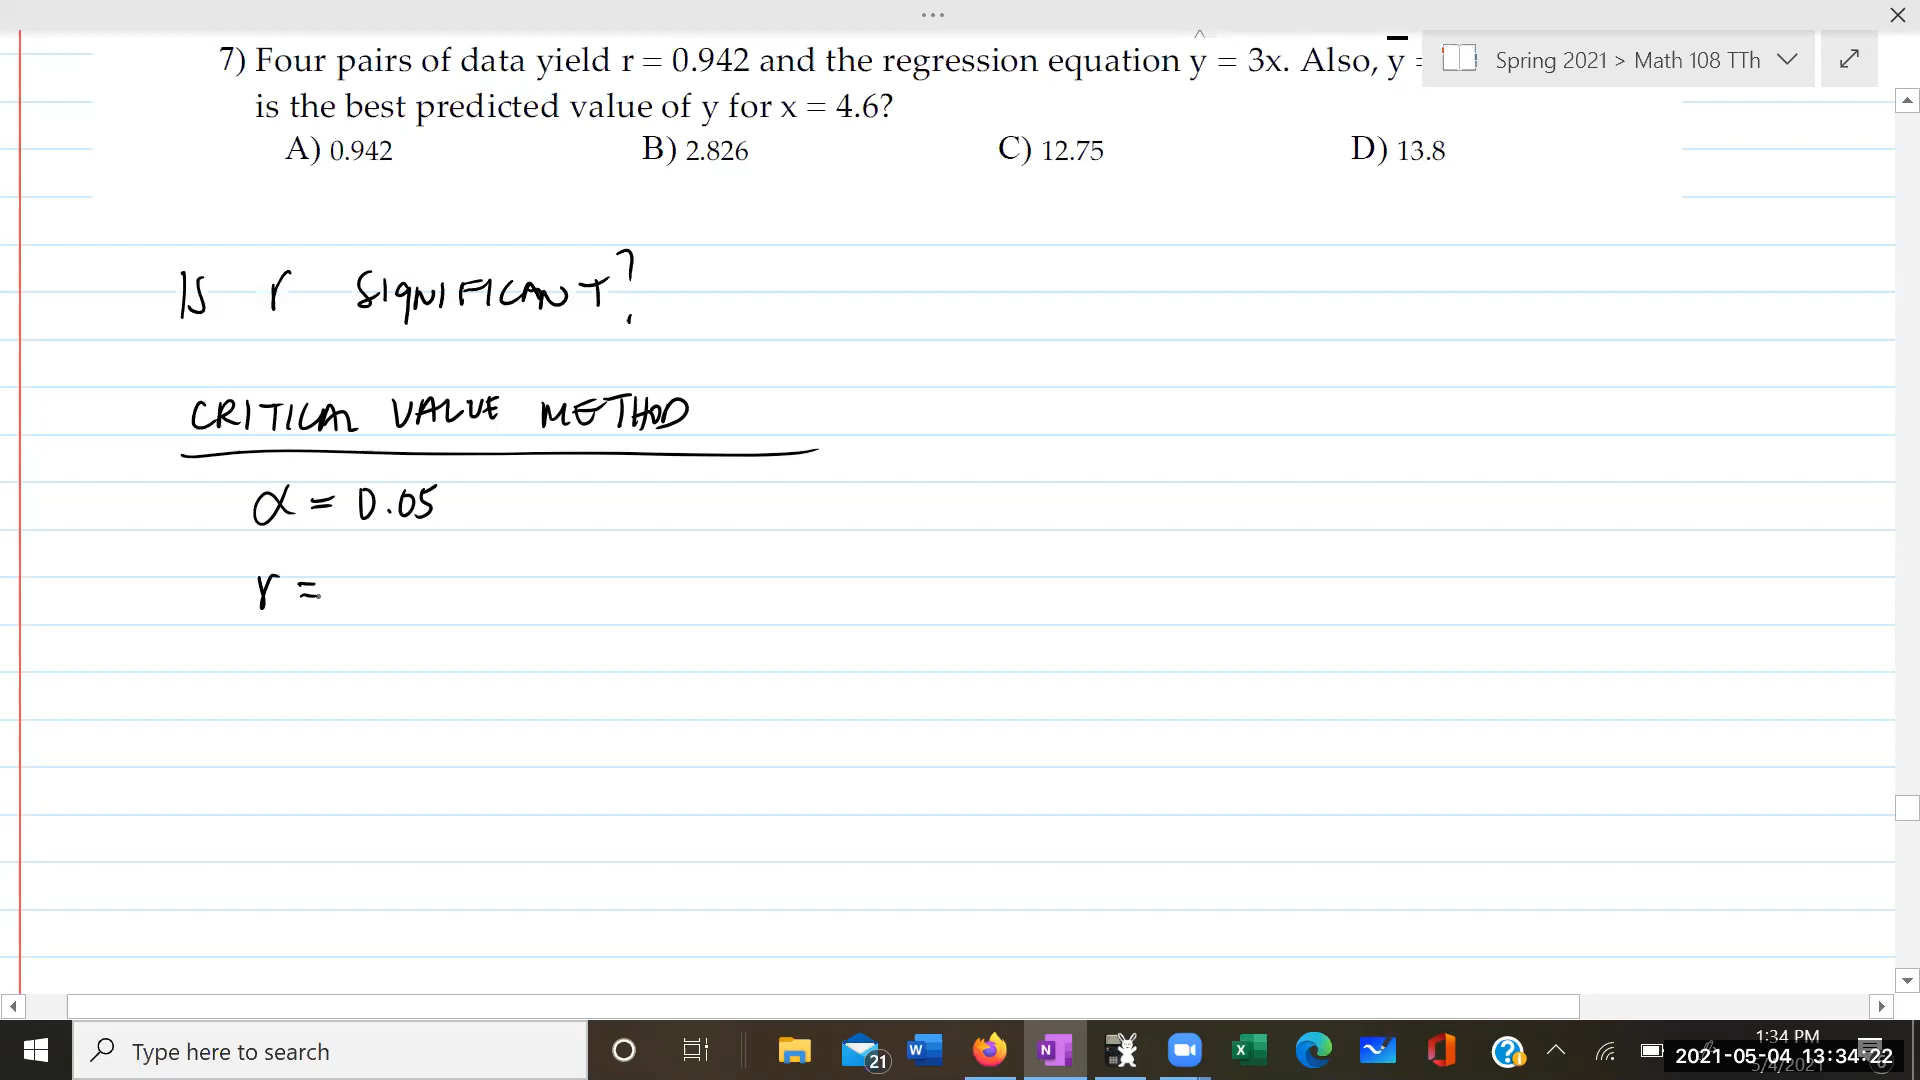 7) Four pairs of data yield r = 0.942 and the regression equation ŷ = 3x. Also, y̅ =
is the best predicted value of y for x = 4.6?
A) 0.942 B) 2.826 C) 12.75 D) 13.8
Spring 2021 > Math 108 TTh
IS r SIGNIFICANT?
CRITICAL VALUE METHOD
α = 0.05
r =
Type here to search
21
1:34 PM
2021-05-04 13:34:22